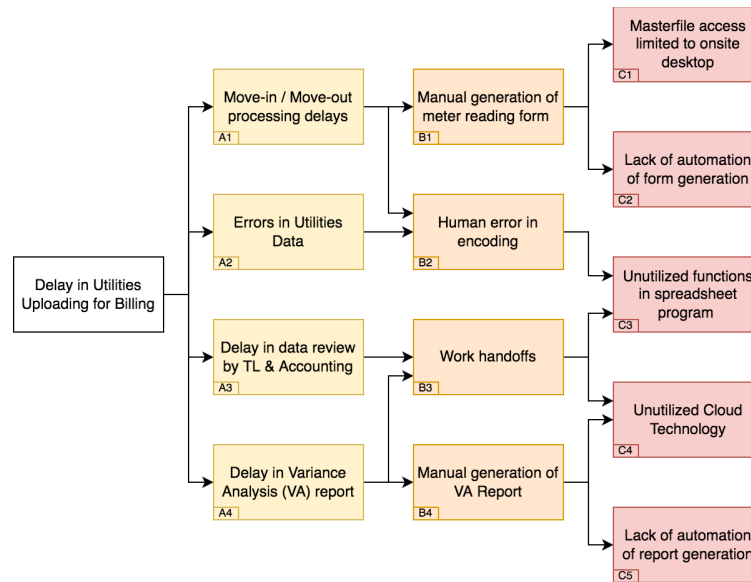 Masterfile access
limited to onsite
desktop
C1
Move-in / Move-out
processing delays
A1
Manual generation of
meter reading form
B1
Lack of automation
of form generation
C2
Errors in Utilities
Data
A2
Human error in
encoding
B2
Delay in Utilities
Uploading for Billing
Unutilized functions
in spreadsheet
program
C3
Delay in data review
by TL & Accounting
A3
Work handoffs
B3
Unutilized Cloud
Technology
C4
Delay in Variance
Analysis (VA) report
A4
Manual generation of
VA Report
B4
Lack of automation
of report generation
C5